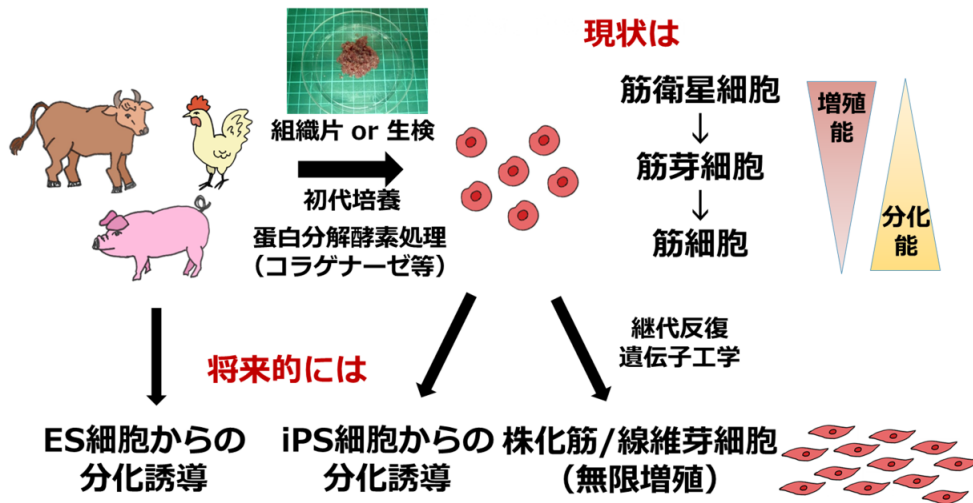 現状は
組織片 or 生検
初代培養
蛋白分解酵素処理
（コラゲナーゼ等）
筋衛星細胞
↓
筋芽細胞
↓
筋細胞
増殖
能
分化
能
継代反復
遺伝子工学
将来的には
ES細胞からの
分化誘導
iPS細胞からの
分化誘導
株化筋/線維芽細胞
（無限増殖）